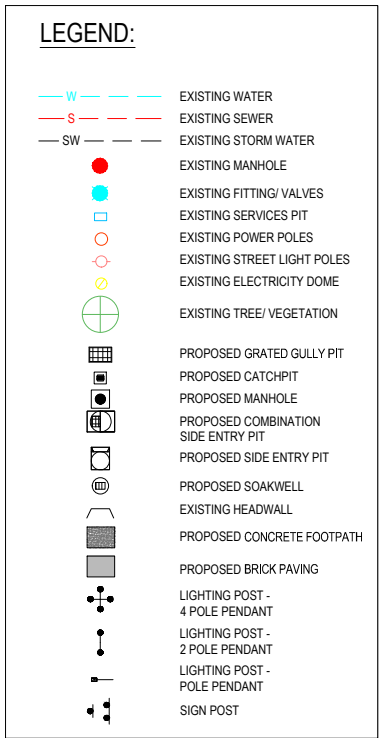 LEGEND:
W EXISTING WATER
S EXISTING SEWER
SW EXISTING STORM WATER
EXISTING MANHOLE
EXISTING FITTING/ VALVES
EXISTING SERVICES PIT
EXISTING POWER POLES
EXISTING STREET LIGHT POLES
EXISTING ELECTRICITY DOME
EXISTING TREE/ VEGETATION
PROPOSED GRATED GULLY PIT
PROPOSED CATCHPIT
PROPOSED MANHOLE
PROPOSED COMBINATION
SIDE ENTRY PIT
PROPOSED SIDE ENTRY PIT
PROPOSED SOAKWELL
EXISTING HEADWALL
PROPOSED CONCRETE FOOTPATH
PROPOSED BRICK PAVING
LIGHTING POST -
4 POLE PENDANT
LIGHTING POST -
2 POLE PENDANT
LIGHTING POST -
POLE PENDANT
SIGN POST